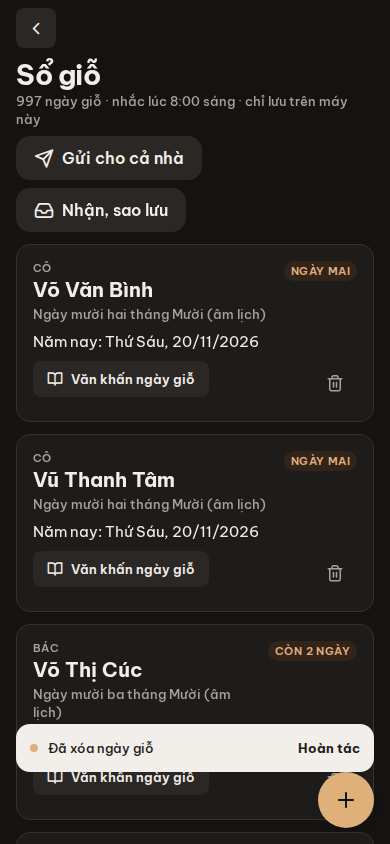 Sổ giỗ
997 ngày giỗ · nhắc lúc 8:00 sáng · chỉ lưu trên máy
này
Gửi cho cả nhà
Nhận, sao lưu
CÔ
NGÀY MAI
Võ Văn Bình
Ngày mười hai tháng Mười (âm lịch)
Năm nay: Thứ Sáu, 20/11/2026
Văn khấn ngày giỗ
CÔ
NGÀY MAI
Vũ Thanh Tâm
Ngày mười hai tháng Mười (âm lịch)
Năm nay: Thứ Sáu, 20/11/2026
Văn khấn ngày giỗ
BÁC
CÒN 2 NGÀY
Võ Thị Cúc
Ngày mười ba tháng Mười (âm
lịch)
Đã xóa ngày giỗ
Hoàn tác
Văn khấn ngày giỗ